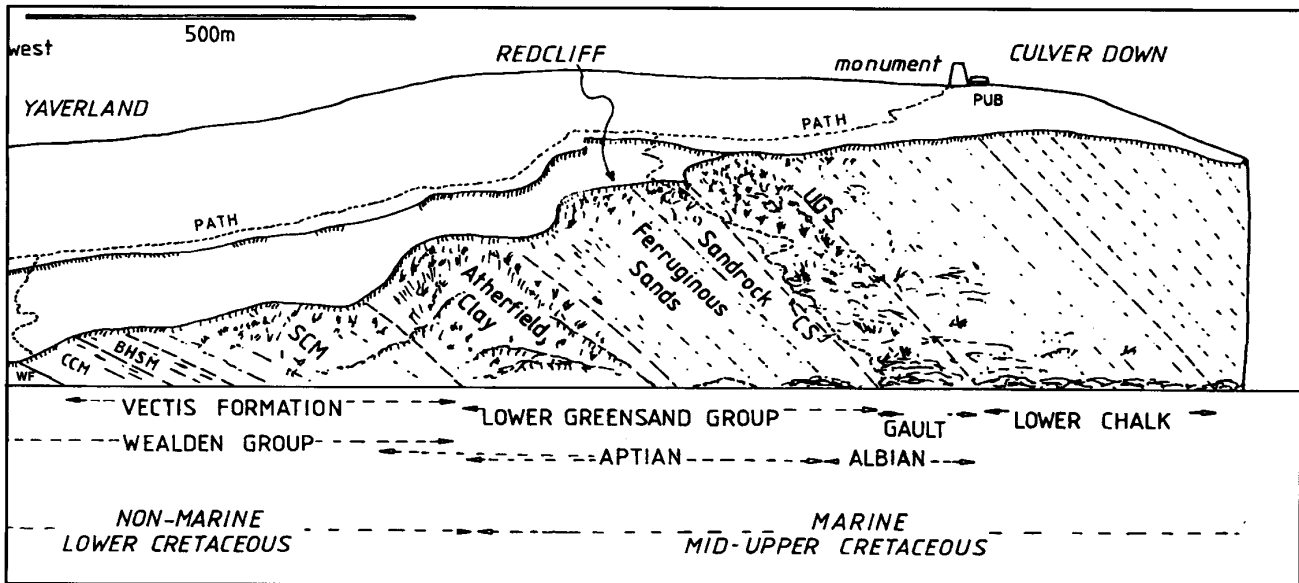 500m
west
REDCLIFF
monument
CULVER DOWN
YAVERLAND
PUB
PATH
PATH
UGS
Ferruginous
Sands
Sandrock
CS
Atherfield
Clay
SCM
BHSM
CCM
WF
VECTIS FORMATION
LOWER GREENSAND GROUP
GAULT
LOWER CHALK
WEALDEN GROUP
APTIAN
ALBIAN
NON-MARINE
LOWER CRETACEOUS
MARINE
MID-UPPER CRETACEOUS